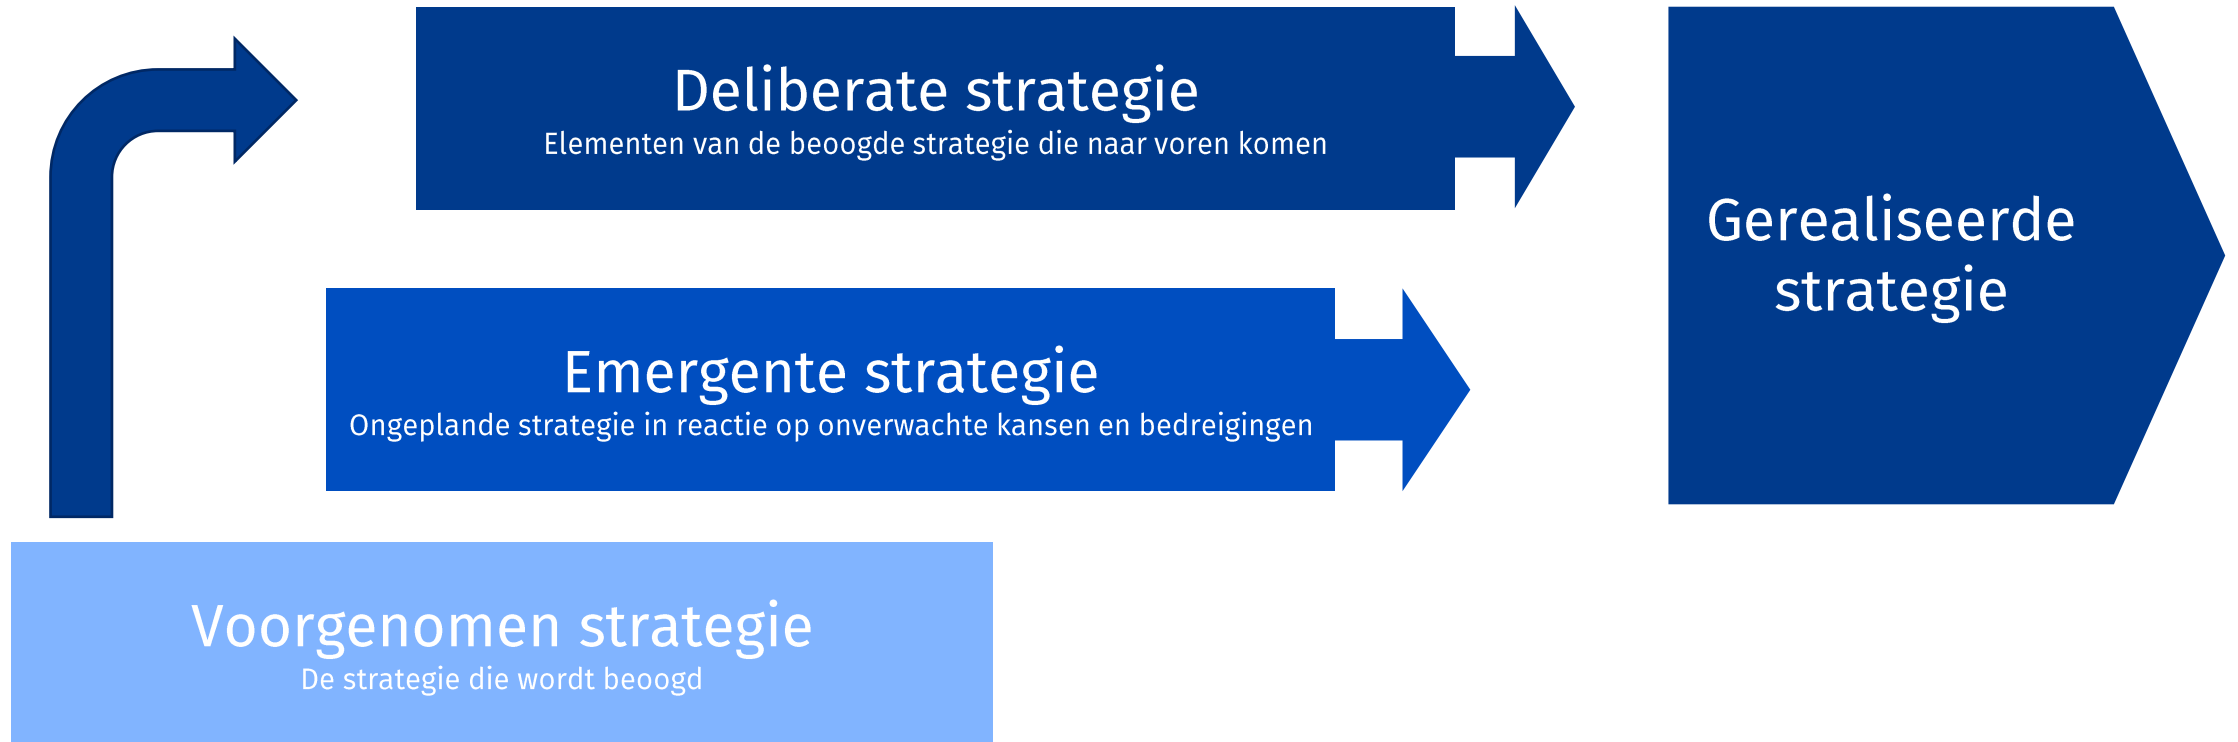 Deliberate strategie
Elementen van de beoogde strategie die naar voren komen
Emergente strategie
Ongeplande strategie in reactie op onverwachte kansen en bedreigingen
Gerealiseerde
strategie
Voorgenomen strategie
De strategie die wordt beoogd